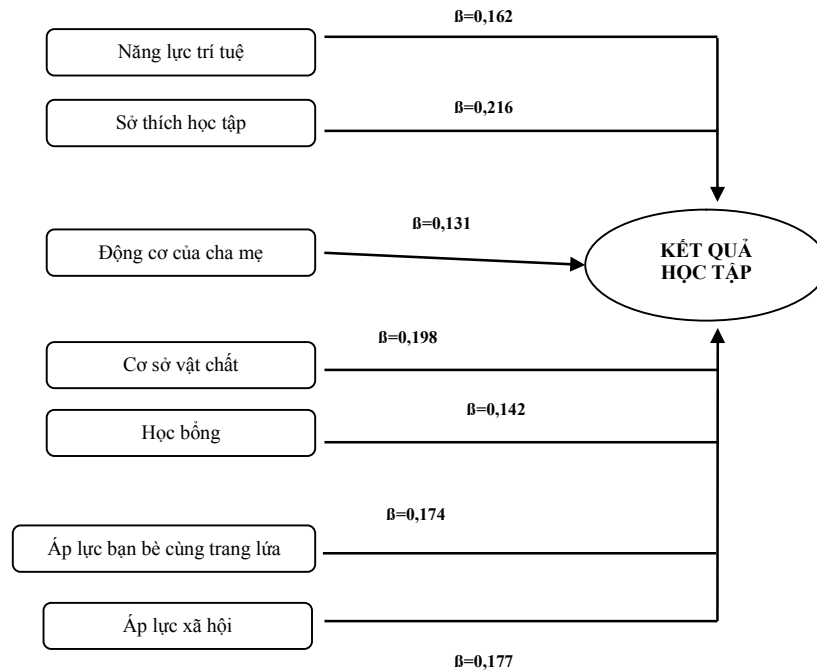 ß=0,162
Năng lực trí tuệ
ß=0,216
Sở thích học tập
ß=0,131
Động cơ của cha mẹ
KẾT QUẢ
HỌC TẬP
ß=0,198
Cơ sở vật chất
ß=0,142
Học bổng
ß=0,174
Áp lực bạn bè cùng trang lứa
Áp lực xã hội
ß=0,177